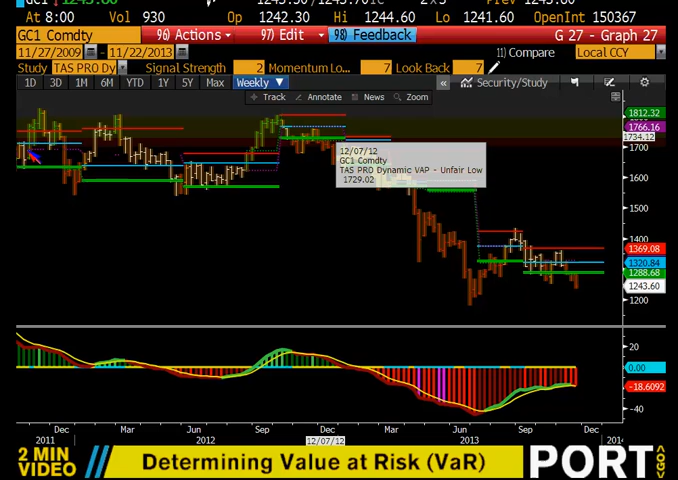 At 8:00 Vol 930 Op 1242.30 Hi 1244.60 Lo 1241.60 OpenInt 150367
GC1 Comdty 96) Actions 97) Edit 98) Feedback G 27 - Graph 27
11/27/2009 - 11/22/2013 11) Compare Local CCY
Study TAS PRO Dy Signal Strength 2 Momentum Lo... 7 Look Back 7
1D 3D 1M 6M YTD 1Y 5Y Max Weekly ▼ « Security/Study
Track Annotate News Zoom
1812.32
1766.16
1734.12
1700
12/07/12
GC1 Comdty
TAS PRO Dynamic VAP - Unfair Low
1729.02
1400
1369.08
1320.84
1288.68
1243.60
1200
20
0.00
-18.6092
-40
Dec Mar Jun Sep Dec Mar Jun Sep Dec
2011 2012 12/07/12 2013 2014
2 MIN
VIDEO
Determining Value at Risk (VaR)
PORT
&GO>